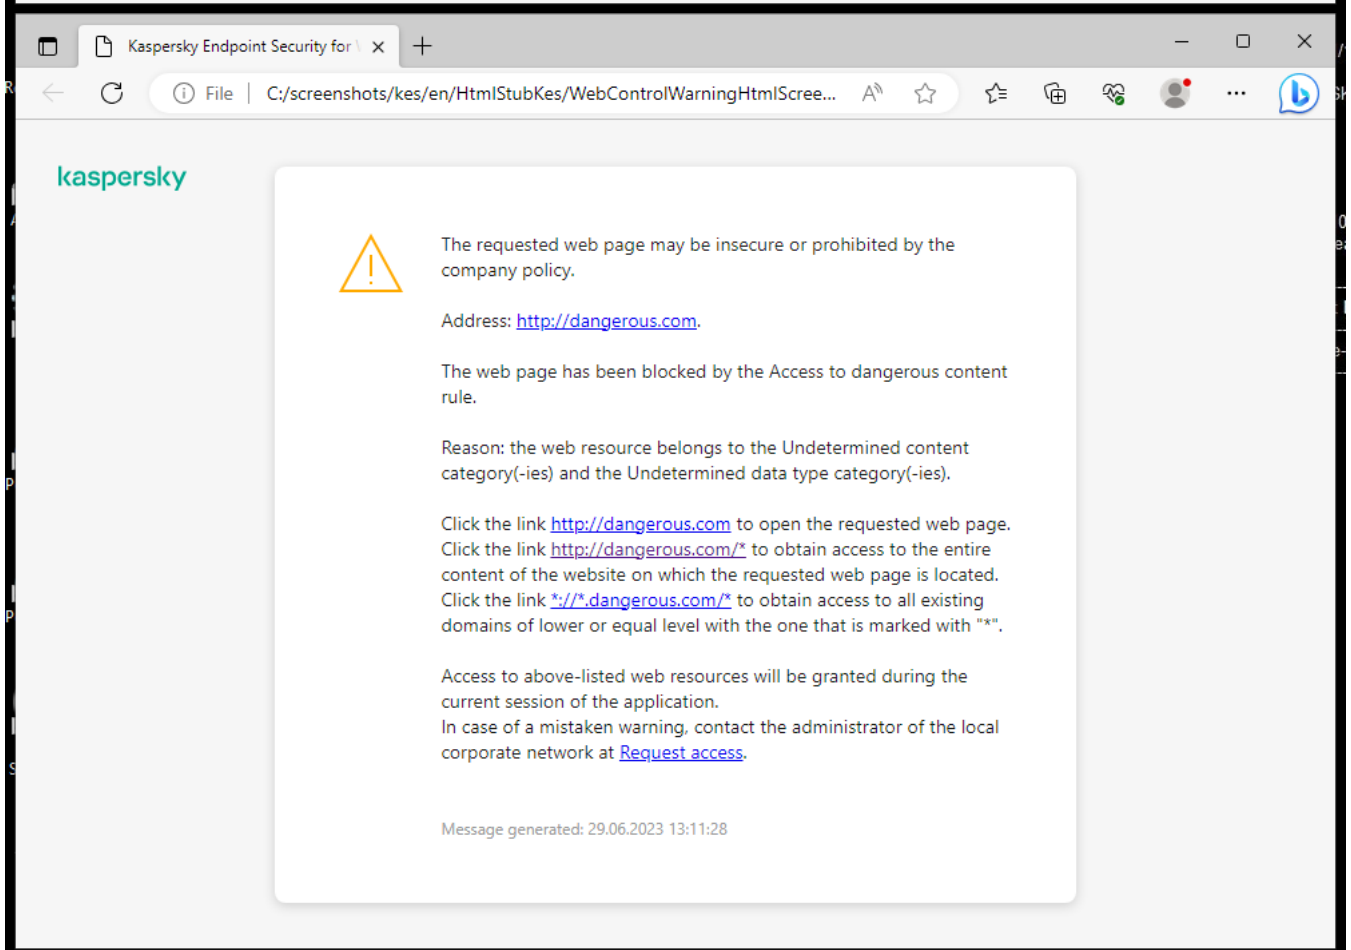 Kaspersky Endpoint Security for
File
C:/screenshots/kes/en/HtmlStubKes/WebControlWarningHtmlScree...
kaspersky
The requested web page may be insecure or prohibited by the
company policy.
Address: http://dangerous.com.
The web page has been blocked by the Access to dangerous content
rule.
Reason: the web resource belongs to the Undetermined content
category(-ies) and the Undetermined data type category(-ies).
Click the link http://dangerous.com to open the requested web page.
Click the link http://dangerous.com/* to obtain access to the entire
content of the website on which the requested web page is located.
Click the link *://*.dangerous.com/* to obtain access to all existing
domains of lower or equal level with the one that is marked with "*".
Access to above-listed web resources will be granted during the
current session of the application.
In case of a mistaken warning, contact the administrator of the local
corporate network at Request access.
Message generated: 29.06.2023 13:11:28